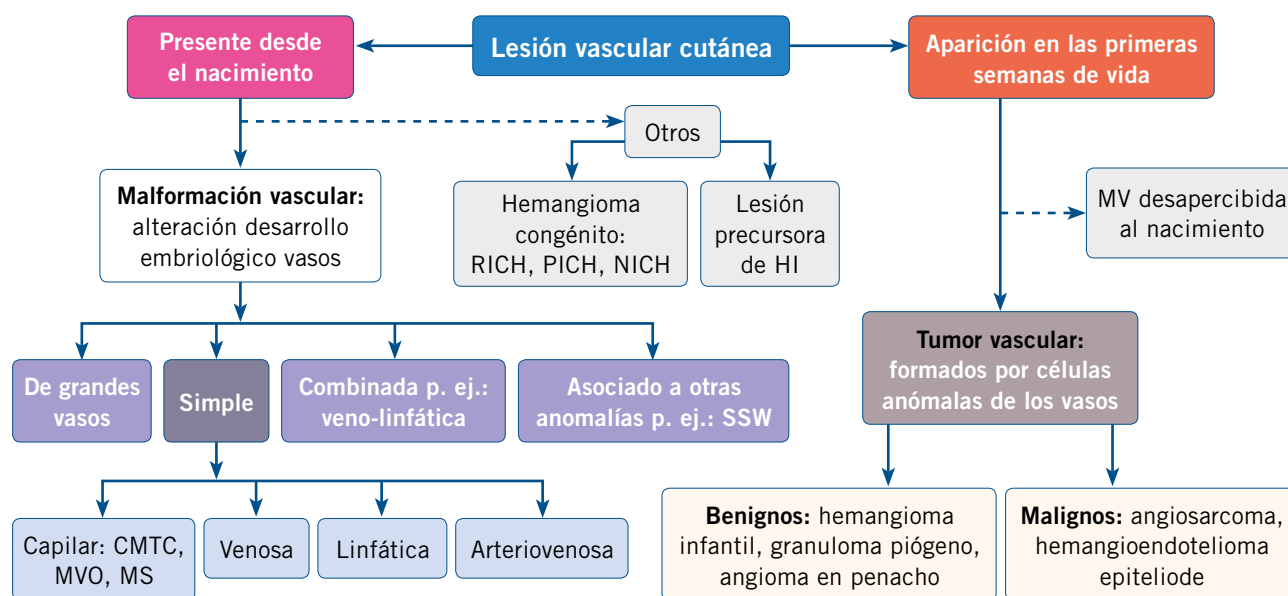 Presente desde
el nacimiento
Lesión vascular cutánea
Aparición en las primeras
semanas de vida
Otros
Malformación vascular:
alteración desarrollo
embriológico vasos
Hemangioma
congénito:
RICH, PICH, NICH
Lesión
precursora
de HI
MV desapercibida
al nacimiento
Tumor vascular:
formados por células
anómalas de los vasos
De grandes
vasos
Simple
Combinada p. ej.:
veno-linfática
Asociado a otras
anomalías p. ej.: SSW
Capilar: CMTC,
MVO, MS
Venosa
Linfática
Arteriovenosa
Benignos: hemangioma
infantil, granuloma piógeno,
angioma en penacho
Malignos: angiosarcoma,
hemangioendotelioma
epiteliode